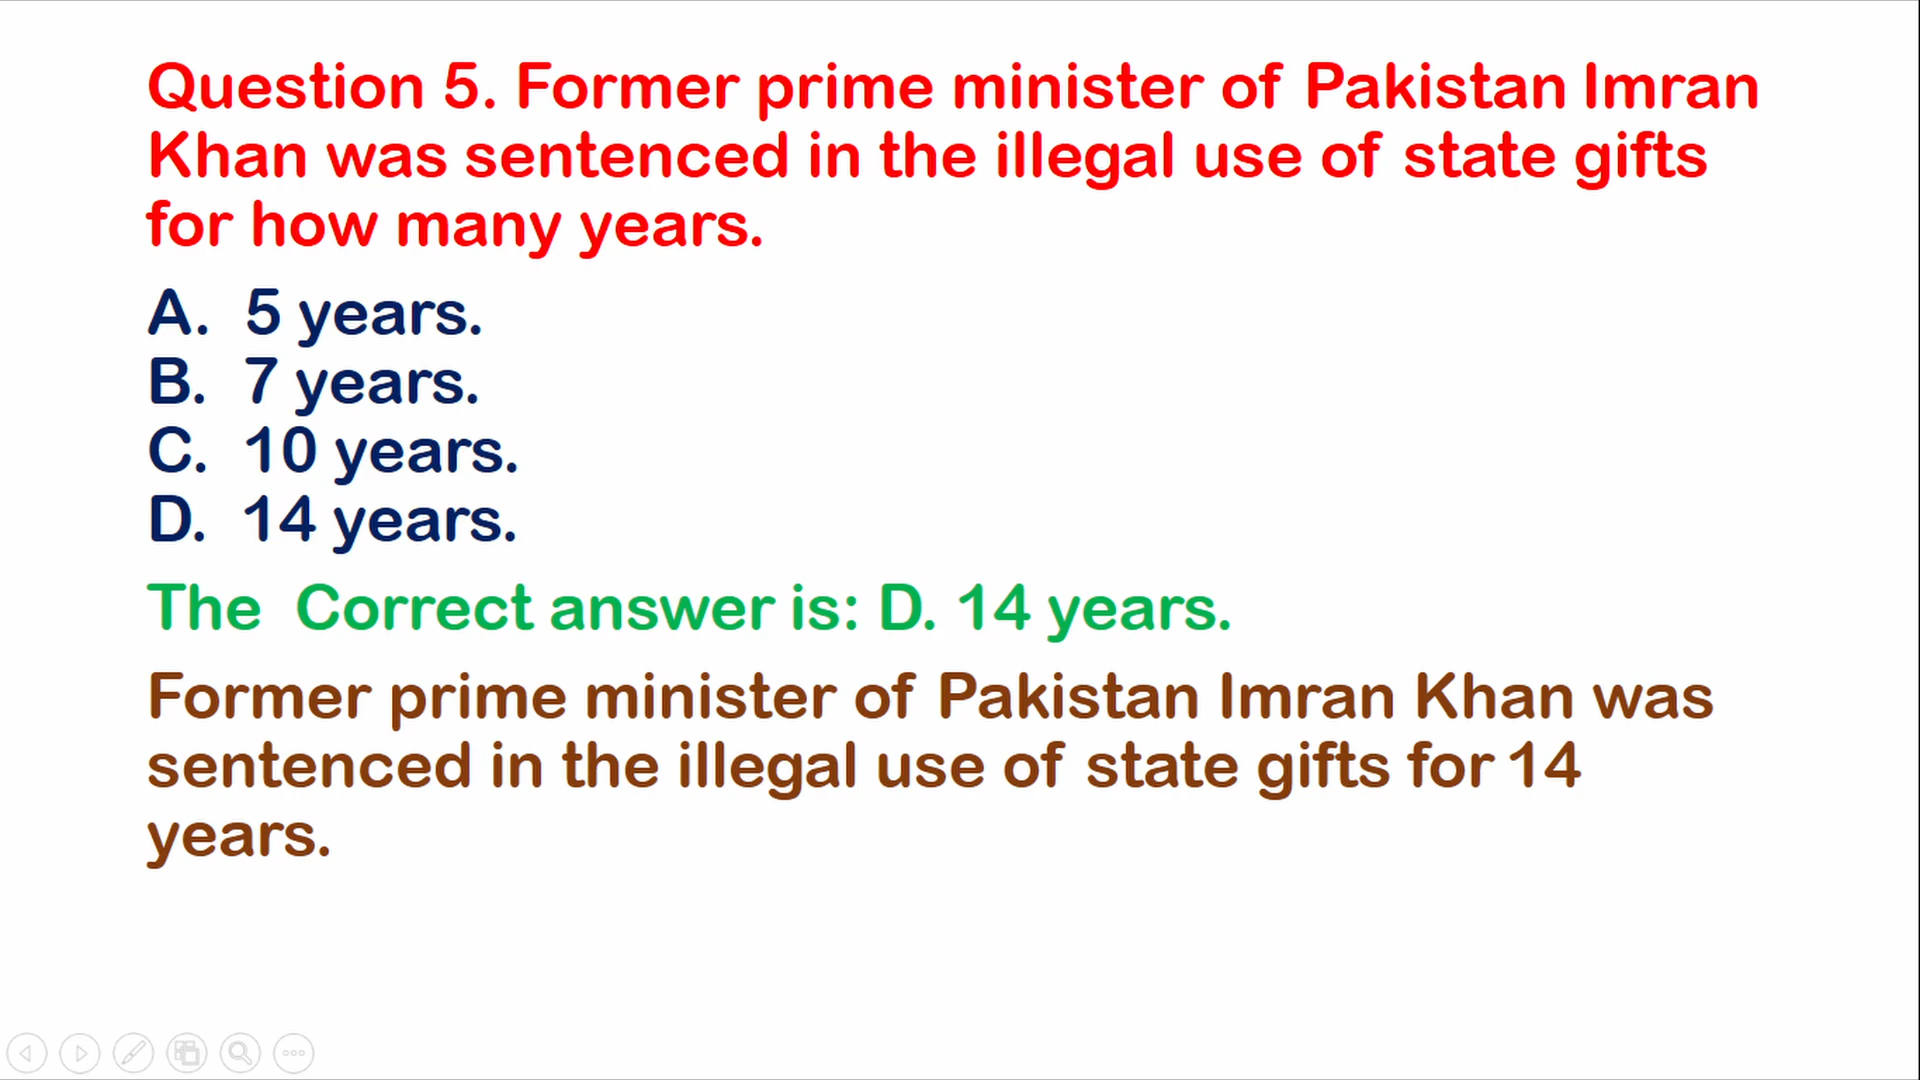 Question 5. Former prime minister of Pakistan Imran
Khan was sentenced in the illegal use of state gifts
for how many years.
A. 5 years.
B. 7 years.
C. 10 years.
D. 14 years.
The Correct answer is: D. 14 years.
Former prime minister of Pakistan Imran Khan was
sentenced in the illegal use of state gifts for 14
years.